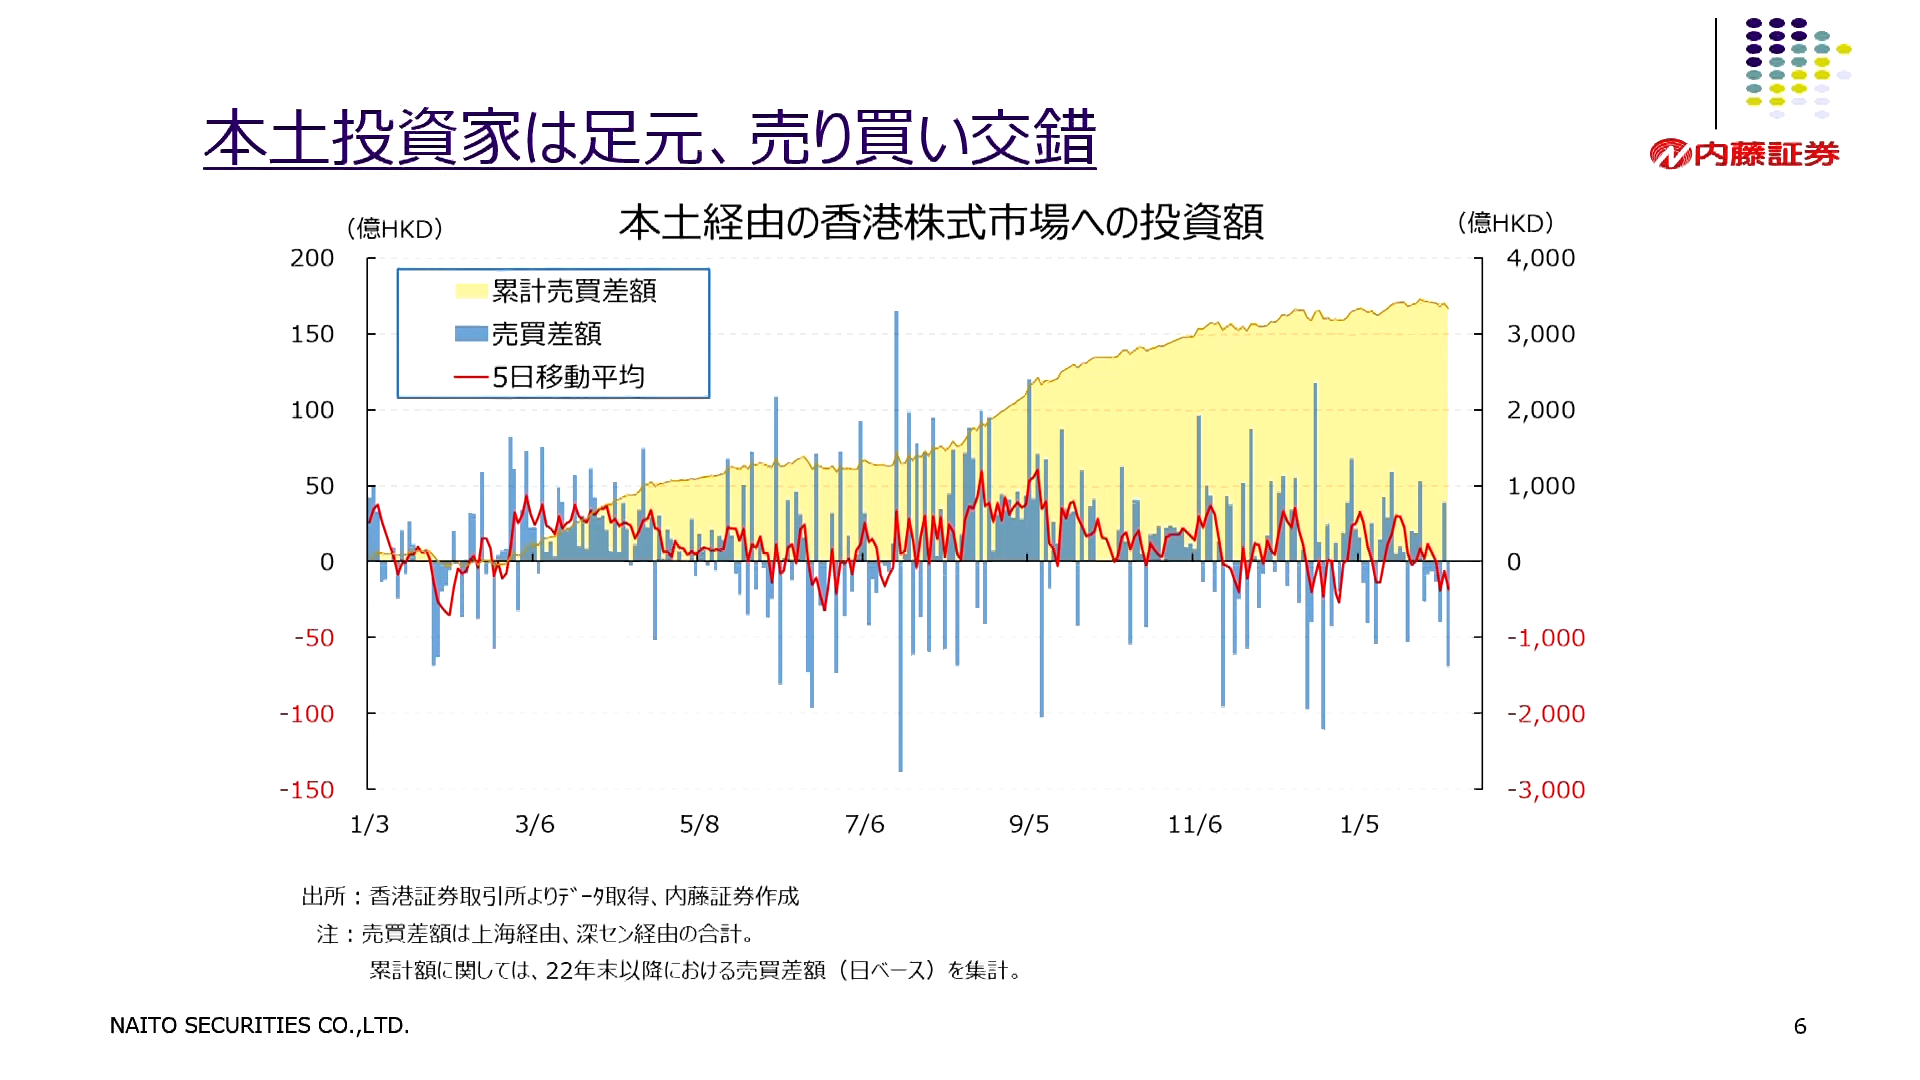 内藤証券
本土投資家は足元、売り買い交錯
本土経由の香港株式市場への投資額
（億HKD）
（億HKD）
累計売買差額
売買差額
5日移動平均
200
150
100
50
0
-50
-100
-150
4,000
3,000
2,000
1,000
0
-1,000
-2,000
-3,000
1/3 3/6 5/8 7/6 9/5 11/6 1/5
出所：香港証券取引所よりﾃﾞｰﾀ取得、内藤証券作成
注：売買差額は上海経由、深セン経由の合計。
累計額に関しては、22年末以降における売買差額（日ベース）を集計。
NAITO SECURITIES CO.,LTD.
6